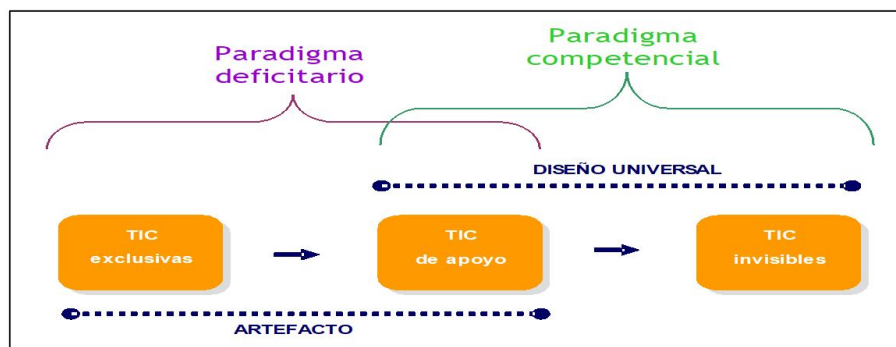 Paradigma
deficitario
Paradigma
competencial
DISEÑO UNIVERSAL
TIC
exclusivas
TIC
de apoyo
TIC
invisibles
ARTEFACTO